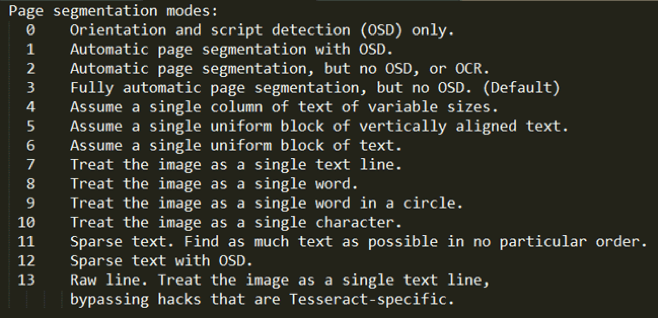 Page segmentation modes:
0 Orientation and script detection (OSD) only.
1 Automatic page segmentation with OSD.
2 Automatic page segmentation, but no OSD, or OCR.
3 Fully automatic page segmentation, but no OSD. (Default)
4 Assume a single column of text of variable sizes.
5 Assume a single uniform block of vertically aligned text.
6 Assume a single uniform block of text.
7 Treat the image as a single text line.
8 Treat the image as a single word.
9 Treat the image as a single word in a circle.
10 Treat the image as a single character.
11 Sparse text. Find as much text as possible in no particular order.
12 Sparse text with OSD.
13 Raw line. Treat the image as a single text line,
bypassing hacks that are Tesseract-specific.